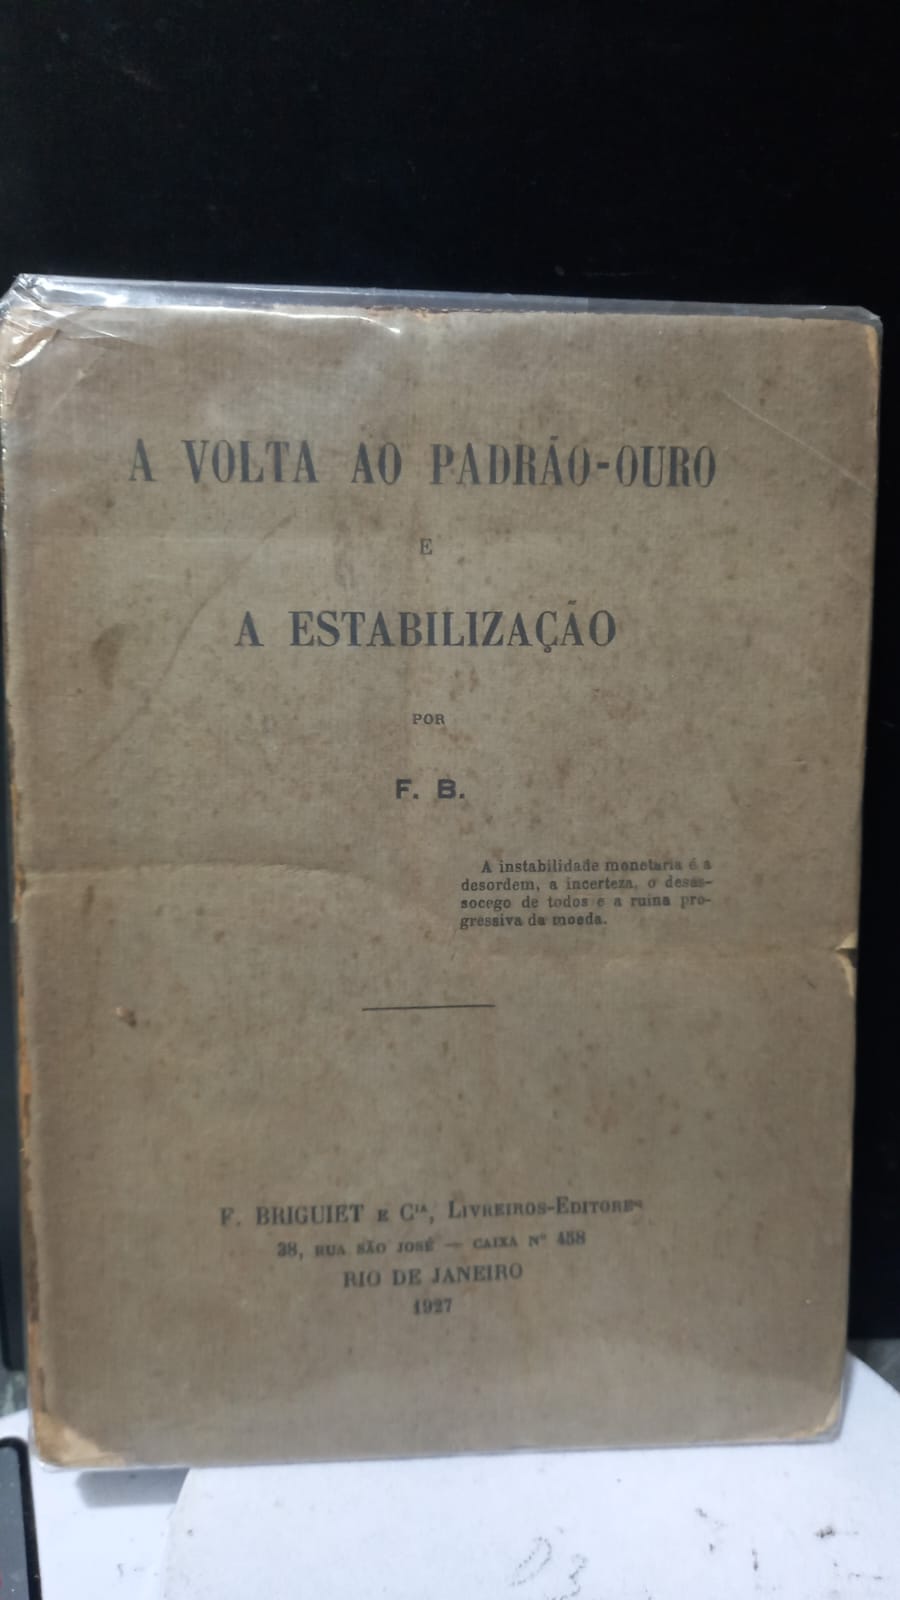 A VOLTA AO PADRÃO-OURO
E
A ESTABILIZAÇÃO
POR
F. B.
A instabilidade monetaria é a
desordem, a incerteza, o desas-
socego de todos e a ruina pro-
gressiva da moeda.
F. BRIGUIET E Cᴵᴬ, LIVREIROS-EDITORES
38, RUA SÃO JOSÉ — CAIXA Nº 458
RIO DE JANEIRO
1927